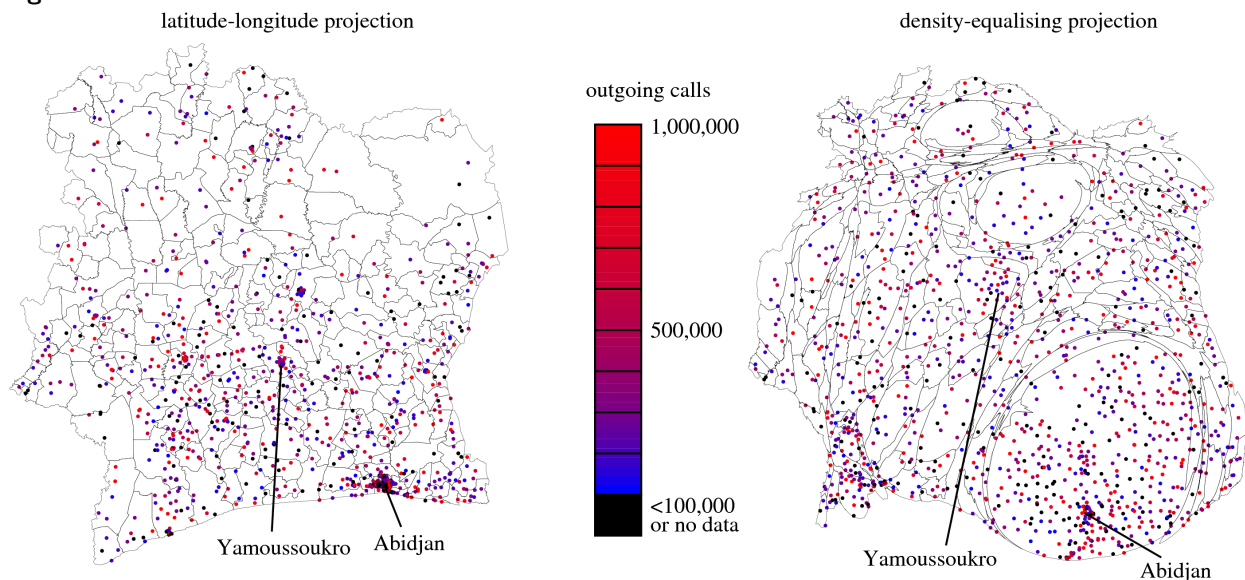 latitude-longitude projection
density-equalising projection
outgoing calls
1,000,000
500,000
<100,000
or no data
Yamoussoukro
Abidjan
Yamoussoukro
Abidjan